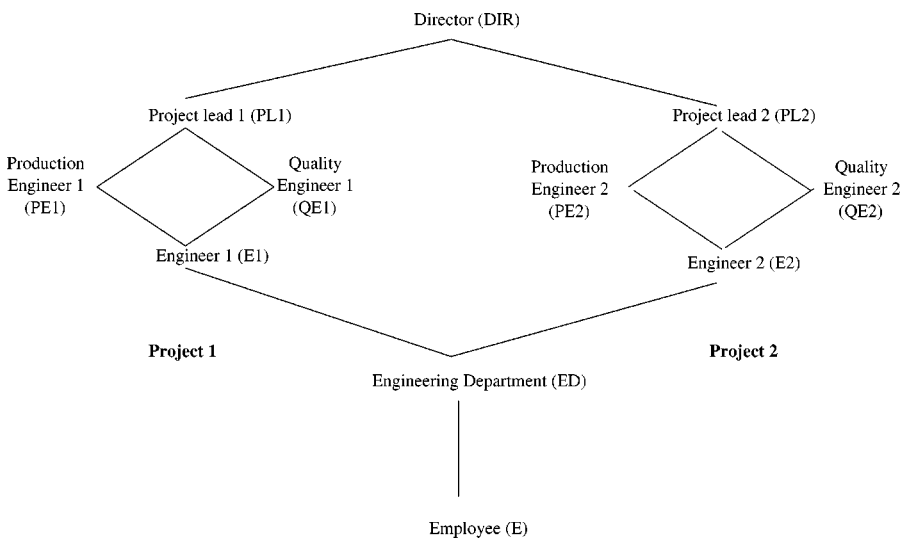 Director (DIR)
Project lead 1 (PL1)
Project lead 2 (PL2)
Production
Engineer 1
(PE1)
Quality
Engineer 1
(QE1)
Production
Engineer 2
(PE2)
Quality
Engineer 2
(QE2)
Engineer 1 (E1)
Engineer 2 (E2)
Project 1
Project 2
Engineering Department (ED)
Employee (E)